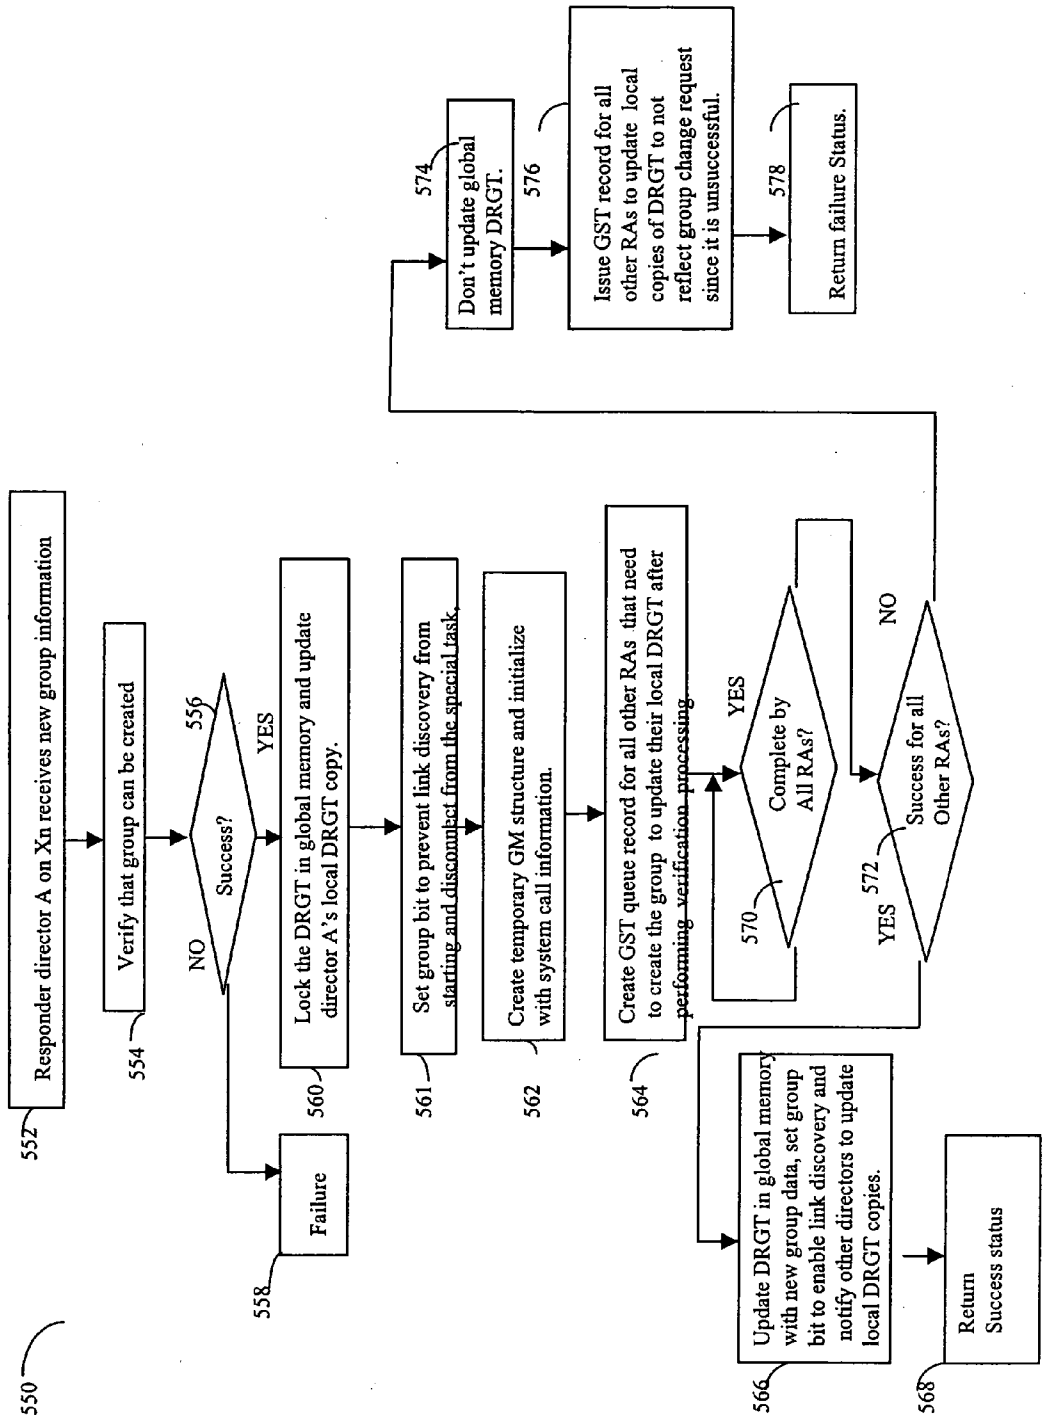 550
552
Responder director A on Xn receives new group information
554
Verify that group can be created
556
Success?
NO
YES
558
Failure
560
Lock the DRGT in global memory and update
director A's local DRGT copy.
561
Set group bit to prevent link discovery from
starting and disconnect from the special task,
562
Create temporary GM structure and initialize
with system call information.
564
Create GST queue record for all other RAs that need
to create the group to update their local DRGT after
performing verification processing.
570
Complete by
All RAs?
YES
572
Success for all
Other RAs?
YES
NO
566
Update DRGT in global memory
with new group data, set group
bit to enable link discovery and
notify other directors to update
local DRGT copies.
568
Return
Success status
574
Don't update global
memory DRGT.
576
Issue GST record for all
other RAs to update local
copies of DRGT to not
reflect group change request
since it is unsuccessful.
578
Return failure Status.